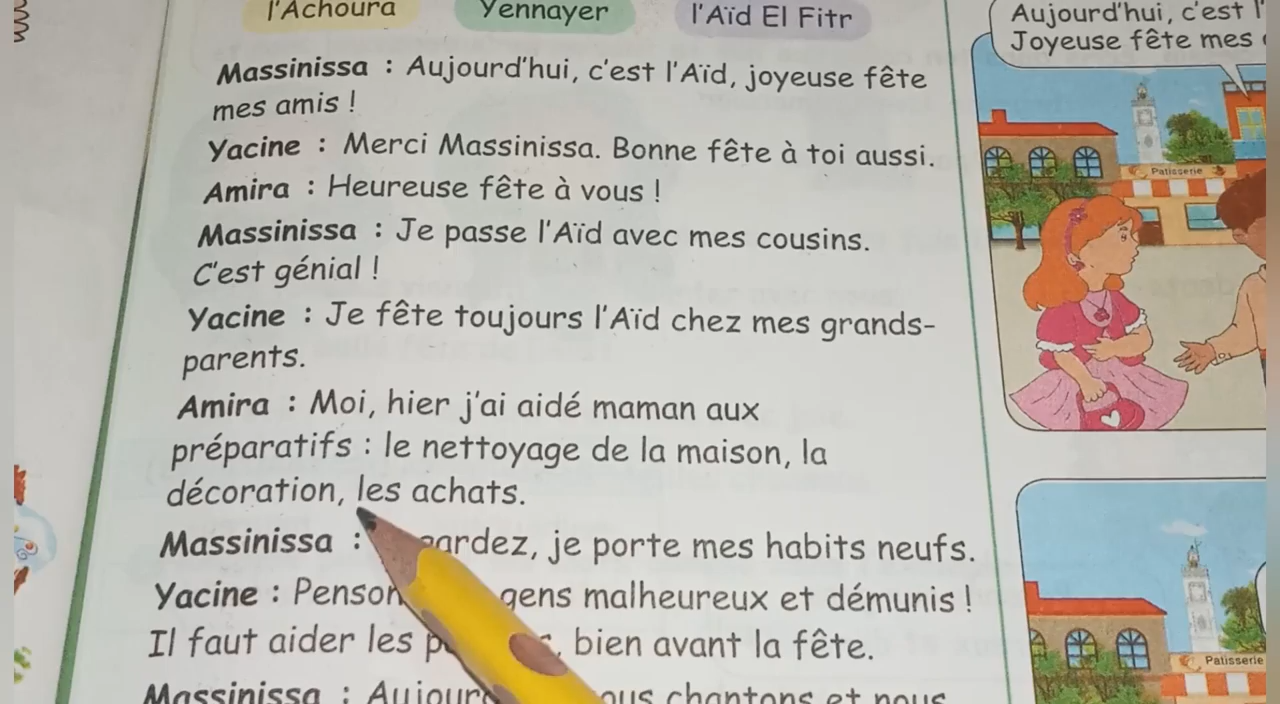 l'Achoura
Yennayer
l'Aïd El Fitr
Massinissa : Aujourd'hui, c'est l'Aïd, joyeuse fête
mes amis !
Yacine : Merci Massinissa. Bonne fête à toi aussi.
Amira : Heureuse fête à vous !
Massinissa : Je passe l'Aïd avec mes cousins.
C'est génial !
Yacine : Je fête toujours l'Aïd chez mes grands-
parents.
Amira : Moi, hier j'ai aidé maman aux
préparatifs : le nettoyage de la maison, la
décoration, les achats.
Massinissa : je porte mes habits neufs.
Yacine : gens malheureux et démunis !
Il faut aider les bien avant la fête.
Massinissa : chantons et nous
Aujourd'hui, c'est
Joyeuse fête mes
Patisserie
Patisserie